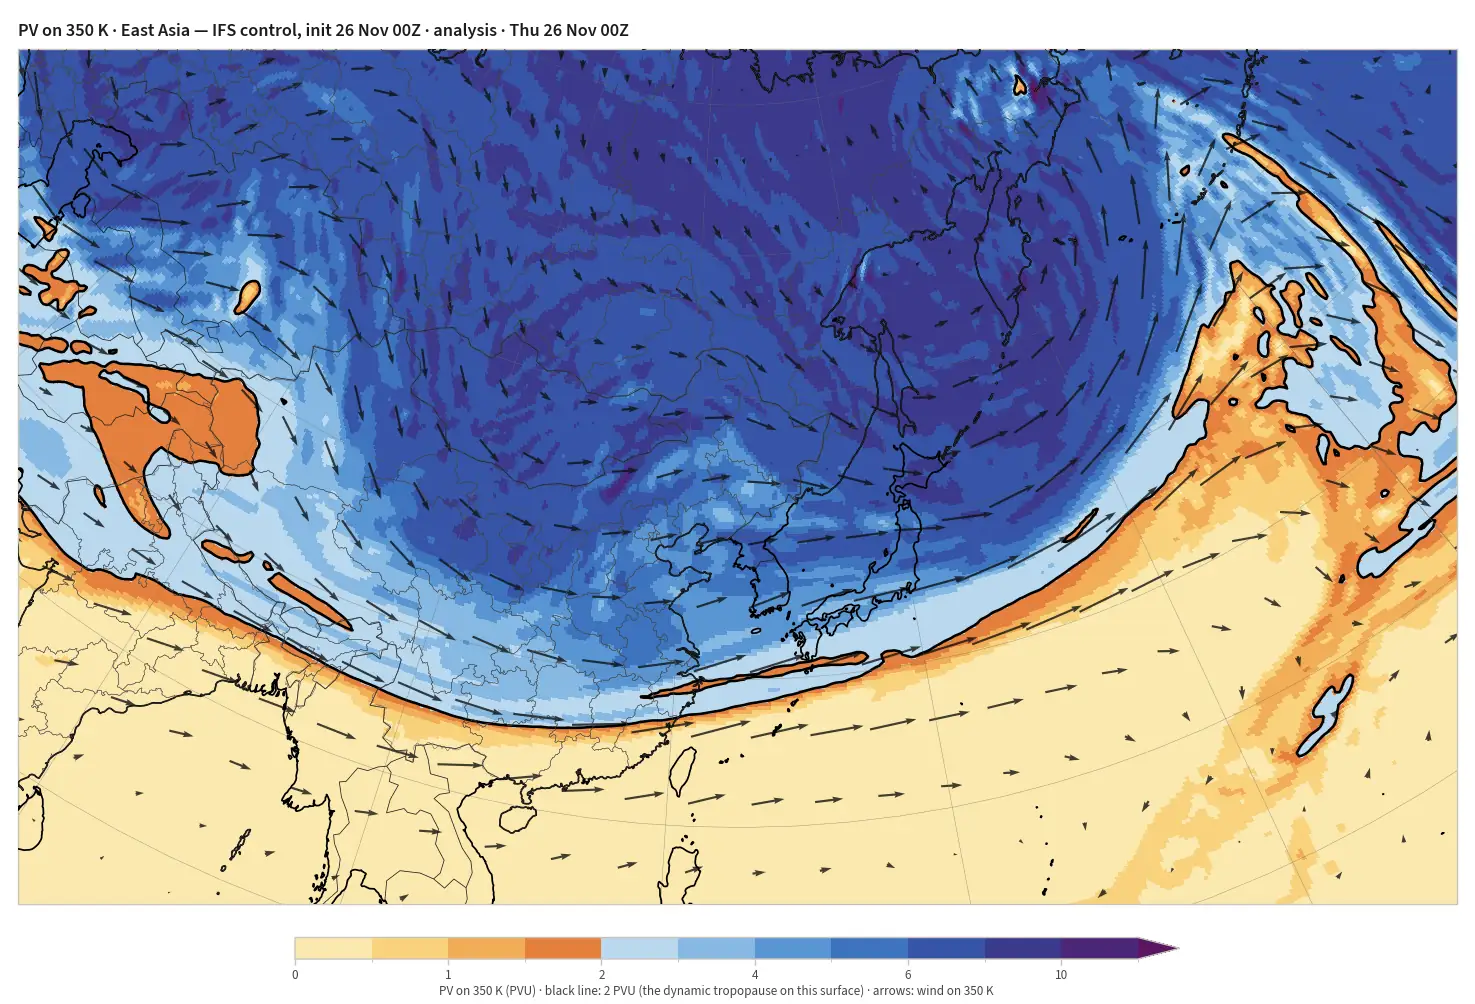 PV on 350 K · East Asia — IFS control, init 26 Nov 00Z · analysis · Thu 26 Nov 00Z
0 1 2 4 6 10
PV on 350 K (PVU) · black line: 2 PVU (the dynamic tropopause on this surface) · arrows: wind on 350 K